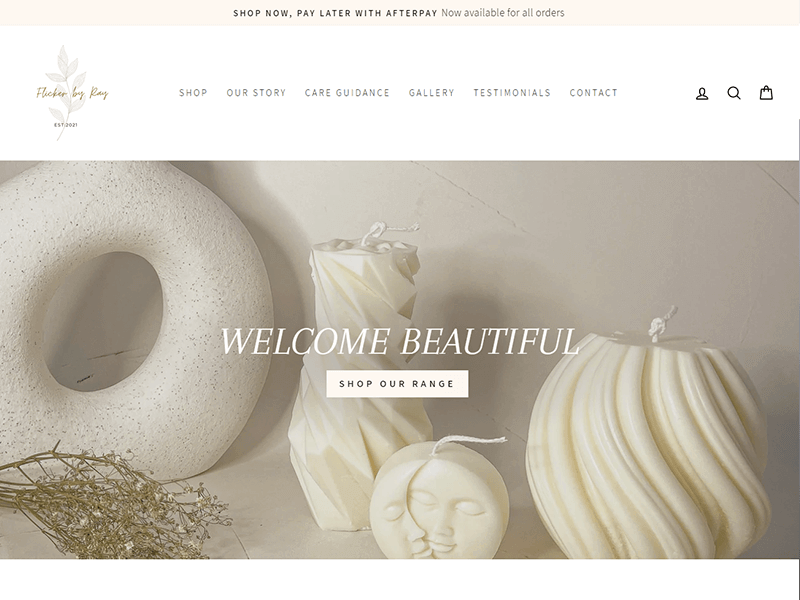 SHOP NOW, PAY LATER WITH AFTERPAY Now available for all orders
Flicker by Ray
EST.2021
SHOP OUR STORY CARE GUIDANCE GALLERY TESTIMONIALS CONTACT
WELCOME BEAUTIFUL
SHOP OUR RANGE